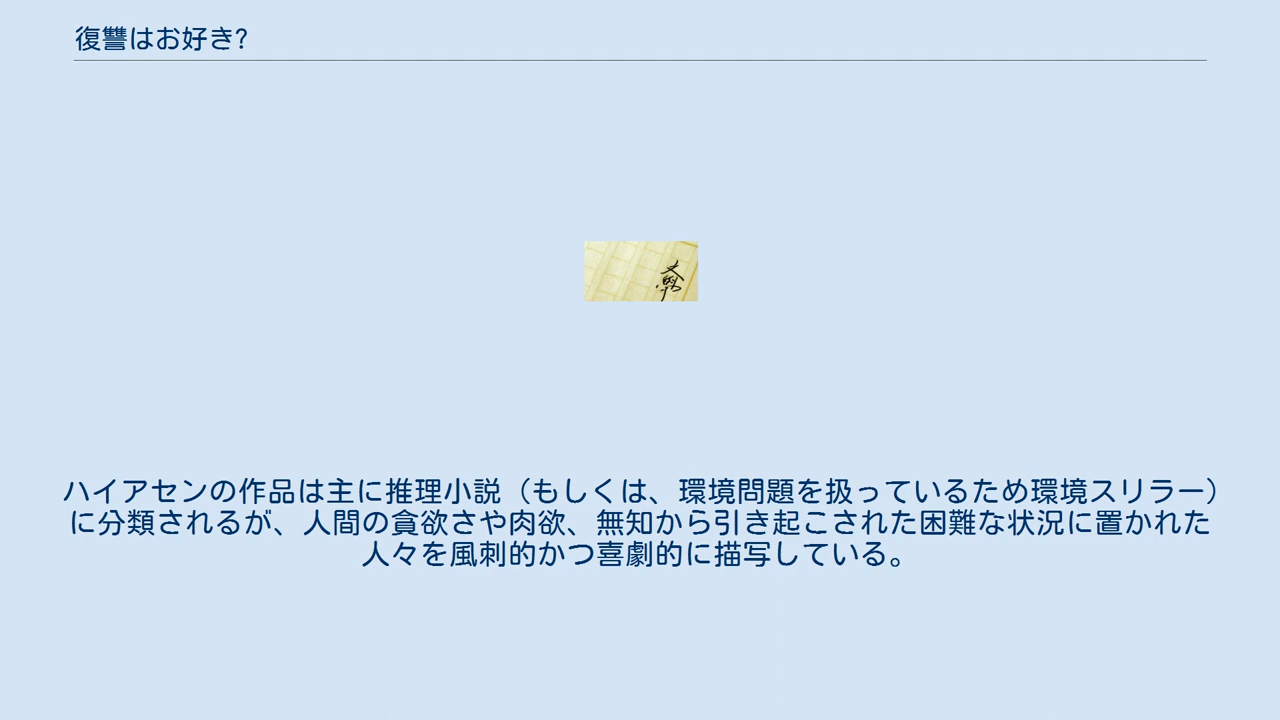 復讐はお好き?
ハイアセンの作品は主に推理小説（もしくは、環境問題を扱っているため環境スリラー）
に分類されるが、人間の貪欲さや肉欲、無知から引き起こされた困難な状況に置かれた
人々を風刺的かつ喜劇的に描写している。